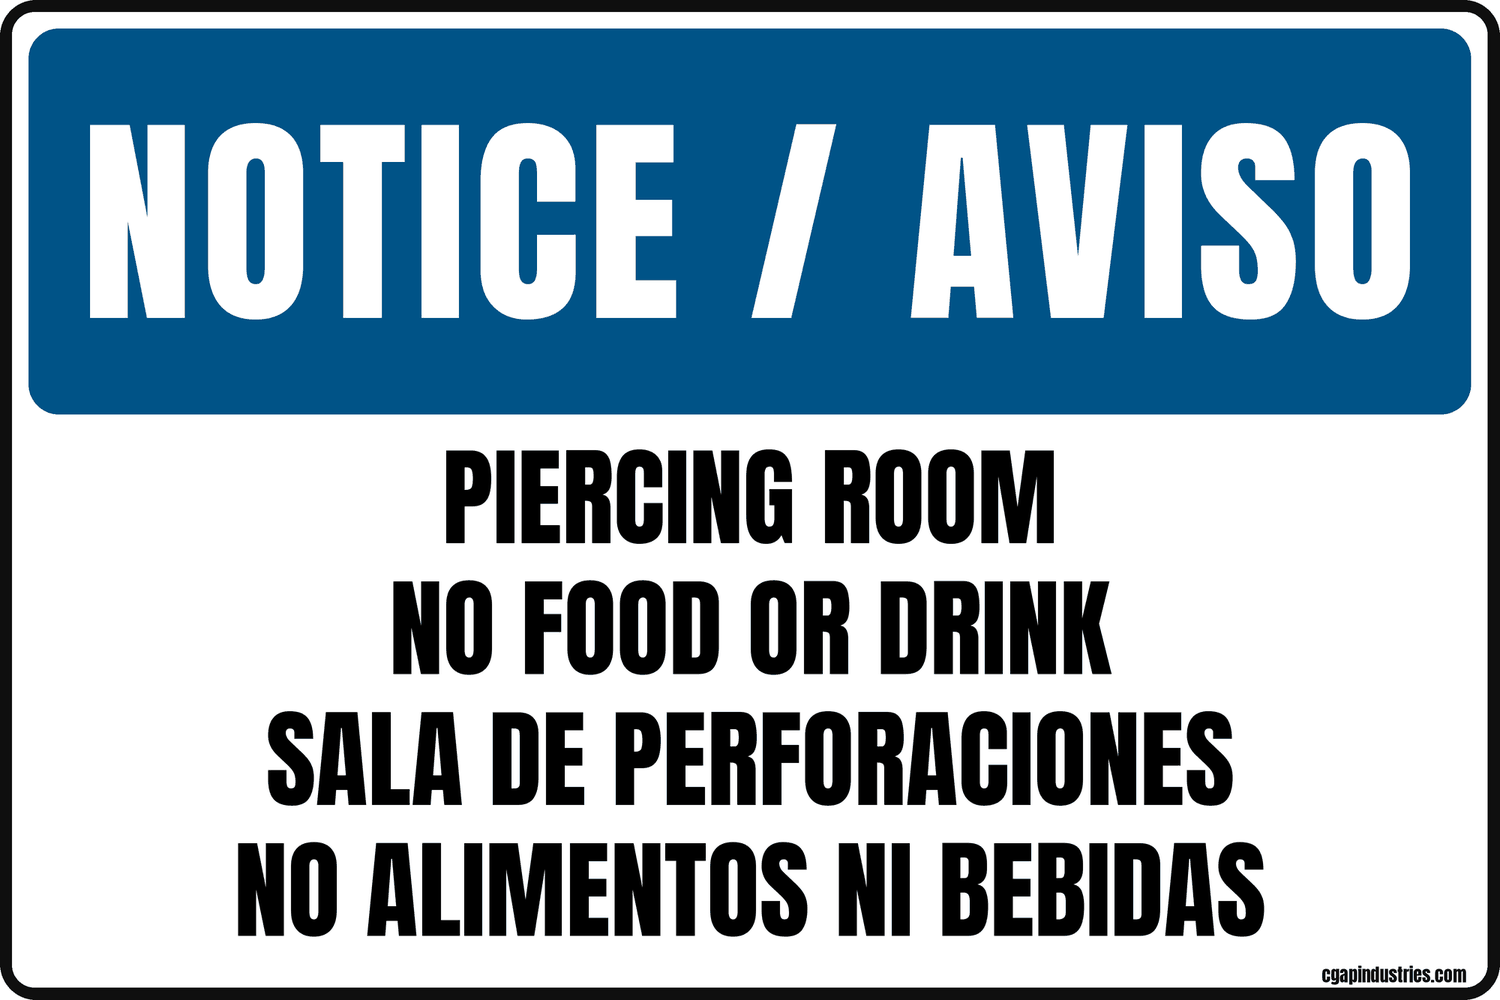 NOTICE / AVISO
PIERCING ROOM
NO FOOD OR DRINK
SALA DE PERFORACIONES
NO ALIMENTOS NI BEBIDAS
cgapindustries.com